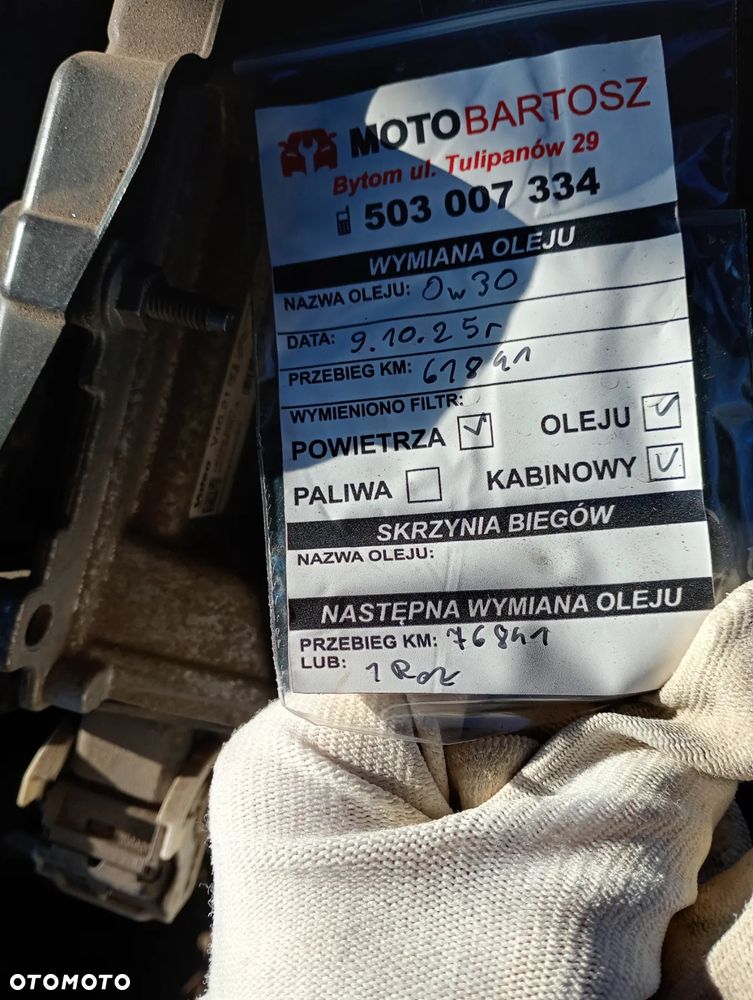 MOTOBARTOSZ
Bytom ul. Tulipanów 29
503 007 334
WYMIANA OLEJU
NAZWA OLEJU: 0w30
DATA: 9.10.25r
PRZEBIEG KM: 61841
WYMIENIONO FILTR:
POWIETRZA OLEJU
PALIWA KABINOWY
SKRZYNIA BIEGÓW
NAZWA OLEJU:
NASTĘPNA WYMIANA OLEJU
PRZEBIEG KM: 76841
LUB: 1 Rok
OTOMOTO